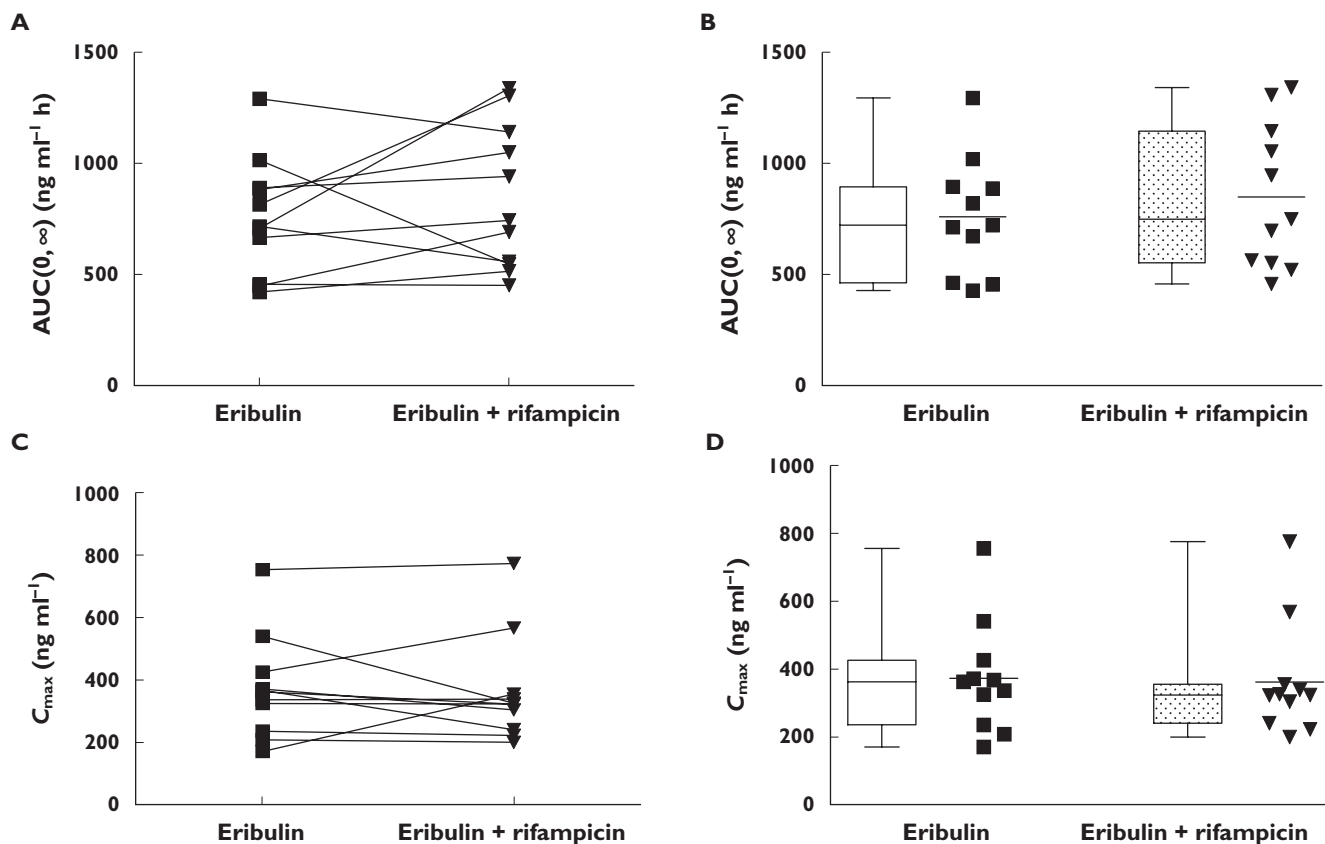 A
AUC(0, ∞) (ng ml⁻¹ h)
1500
1000
500
0
Eribulin
Eribulin + rifampicin
B
AUC(0, ∞) (ng ml⁻¹ h)
1500
1000
500
0
Eribulin
Eribulin + rifampicin
C
Cmax (ng ml⁻¹)
1000
800
600
400
200
0
Eribulin
Eribulin + rifampicin
D
Cmax (ng ml⁻¹)
1000
800
600
400
200
0
Eribulin
Eribulin + rifampicin